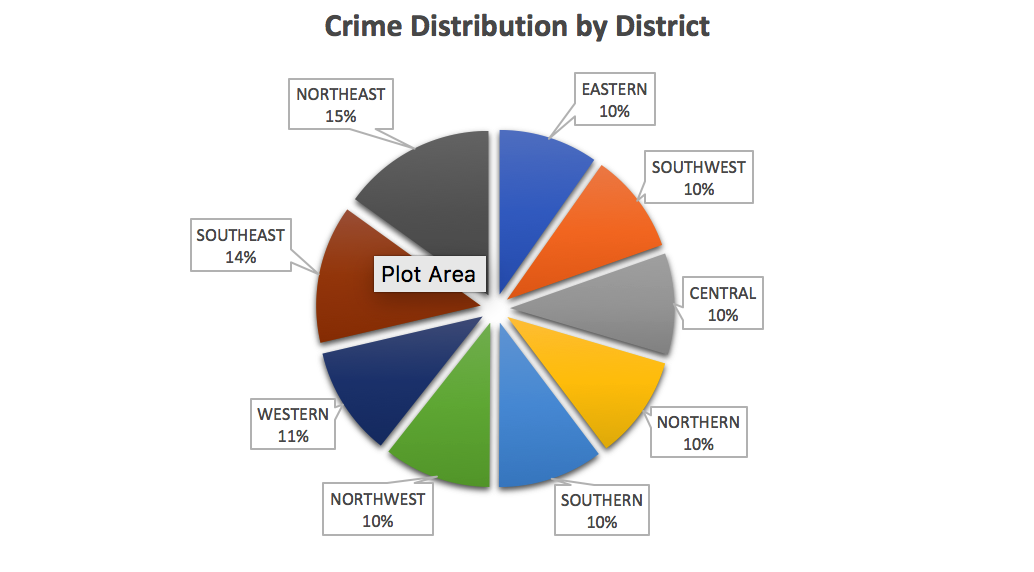 Crime Distribution by District
NORTHEAST
15%
EASTERN
10%
SOUTHWEST
10%
SOUTHEAST
14%
Plot Area
CENTRAL
10%
WESTERN
11%
NORTHERN
10%
NORTHWEST
10%
SOUTHERN
10%